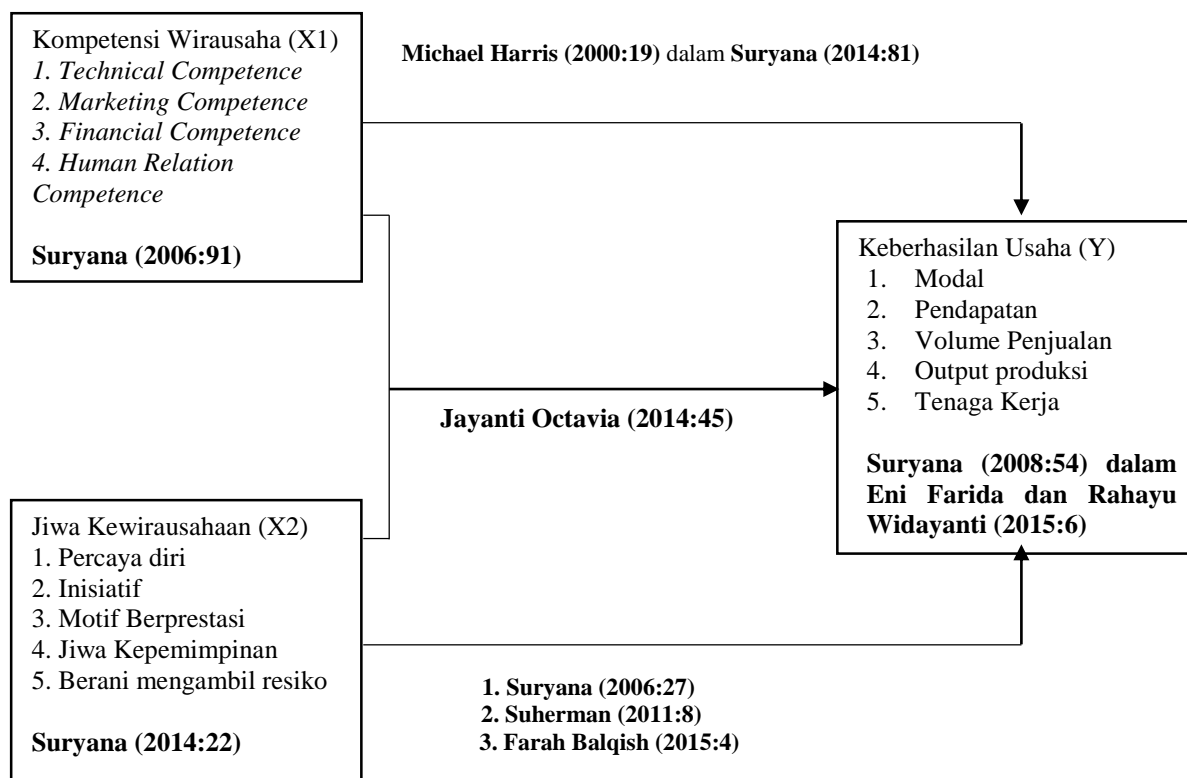 Kompetensi Wirausaha (X1)
1. Technical Competence
2. Marketing Competence
3. Financial Competence
4. Human Relation
Competence
Suryana (2006:91)
Michael Harris (2000:19) dalam Suryana (2014:81)
Keberhasilan Usaha (Y)
1. Modal
2. Pendapatan
3. Volume Penjualan
4. Output produksi
5. Tenaga Kerja
Suryana (2008:54) dalam
Eni Farida dan Rahayu
Widayanti (2015:6)
Jayanti Octavia (2014:45)
Jiwa Kewirausahaan (X2)
1. Percaya diri
2. Inisiatif
3. Motif Berprestasi
4. Jiwa Kepemimpinan
5. Berani mengambil resiko
Suryana (2014:22)
1. Suryana (2006:27)
2. Suherman (2011:8)
3. Farah Balqish (2015:4)